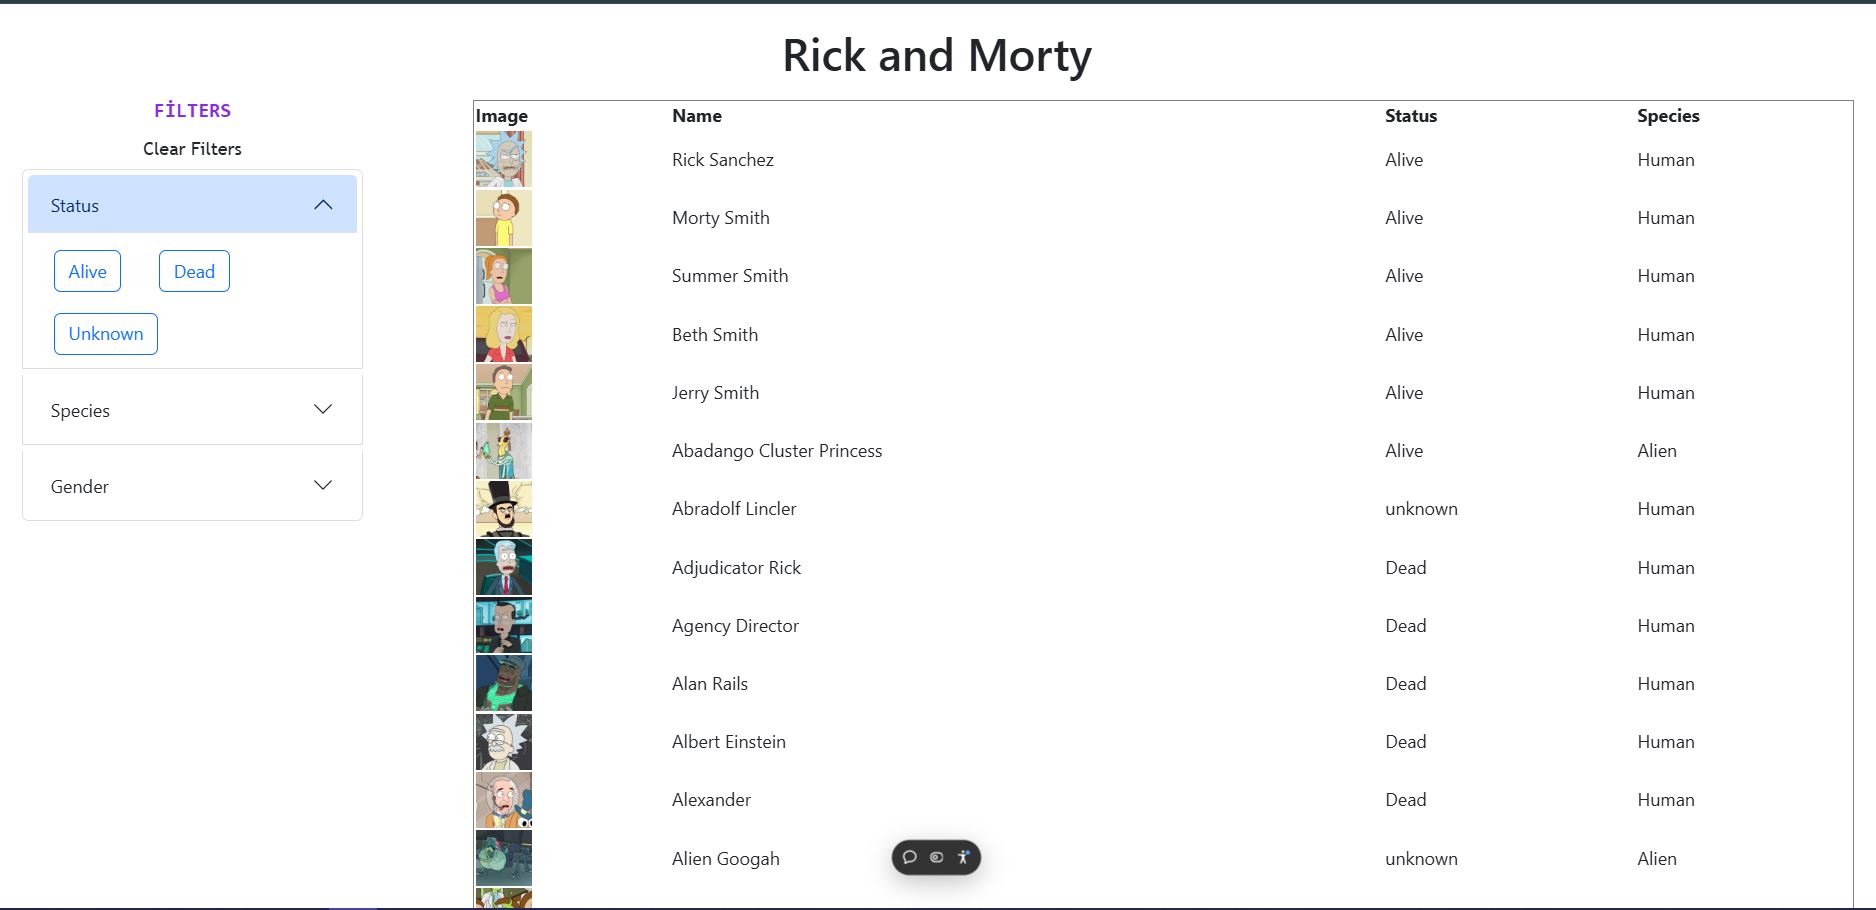 Rick and Morty
FİLTERS
Clear Filters
Status
Alive Dead
Unknown
Species
Gender
Image Name Status Species
Rick Sanchez Alive Human
Morty Smith Alive Human
Summer Smith Alive Human
Beth Smith Alive Human
Jerry Smith Alive Human
Abadango Cluster Princess Alive Alien
Abradolf Lincler unknown Human
Adjudicator Rick Dead Human
Agency Director Dead Human
Alan Rails Dead Human
Albert Einstein Dead Human
Alexander Dead Human
Alien Googah unknown Alien